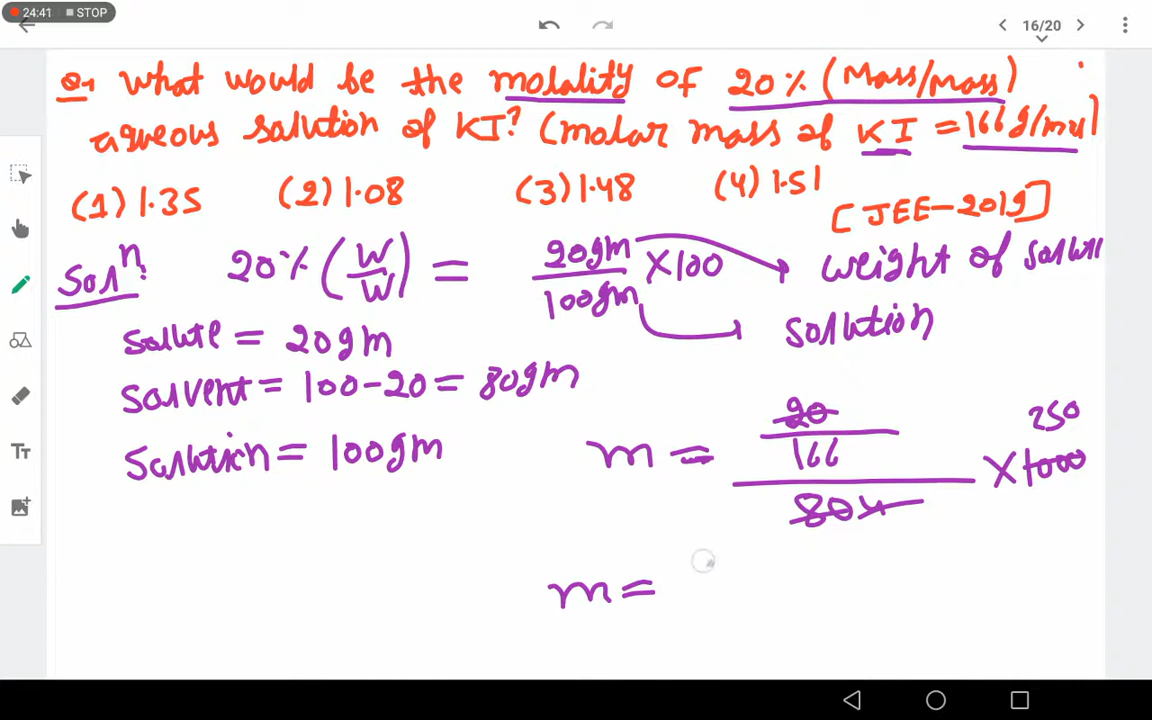 24:41 STOP
16/20
Q. What would be the molality of 20% (Mass/mass)
aqueous solution of KI? (molar mass of KI = 166g/mol)
(1) 1.35 (2) 1.08 (3) 1.48 (4) 1.51
[JEE-2019]
Solⁿ. 20% (W/W) = 20gm/100gm ×100 weight of solute
solution
Solute = 20gm
Solvent = 100-20 = 80gm
Solution = 100gm
m = 20/166 / 80 4 ×1000 250
m =
Tt